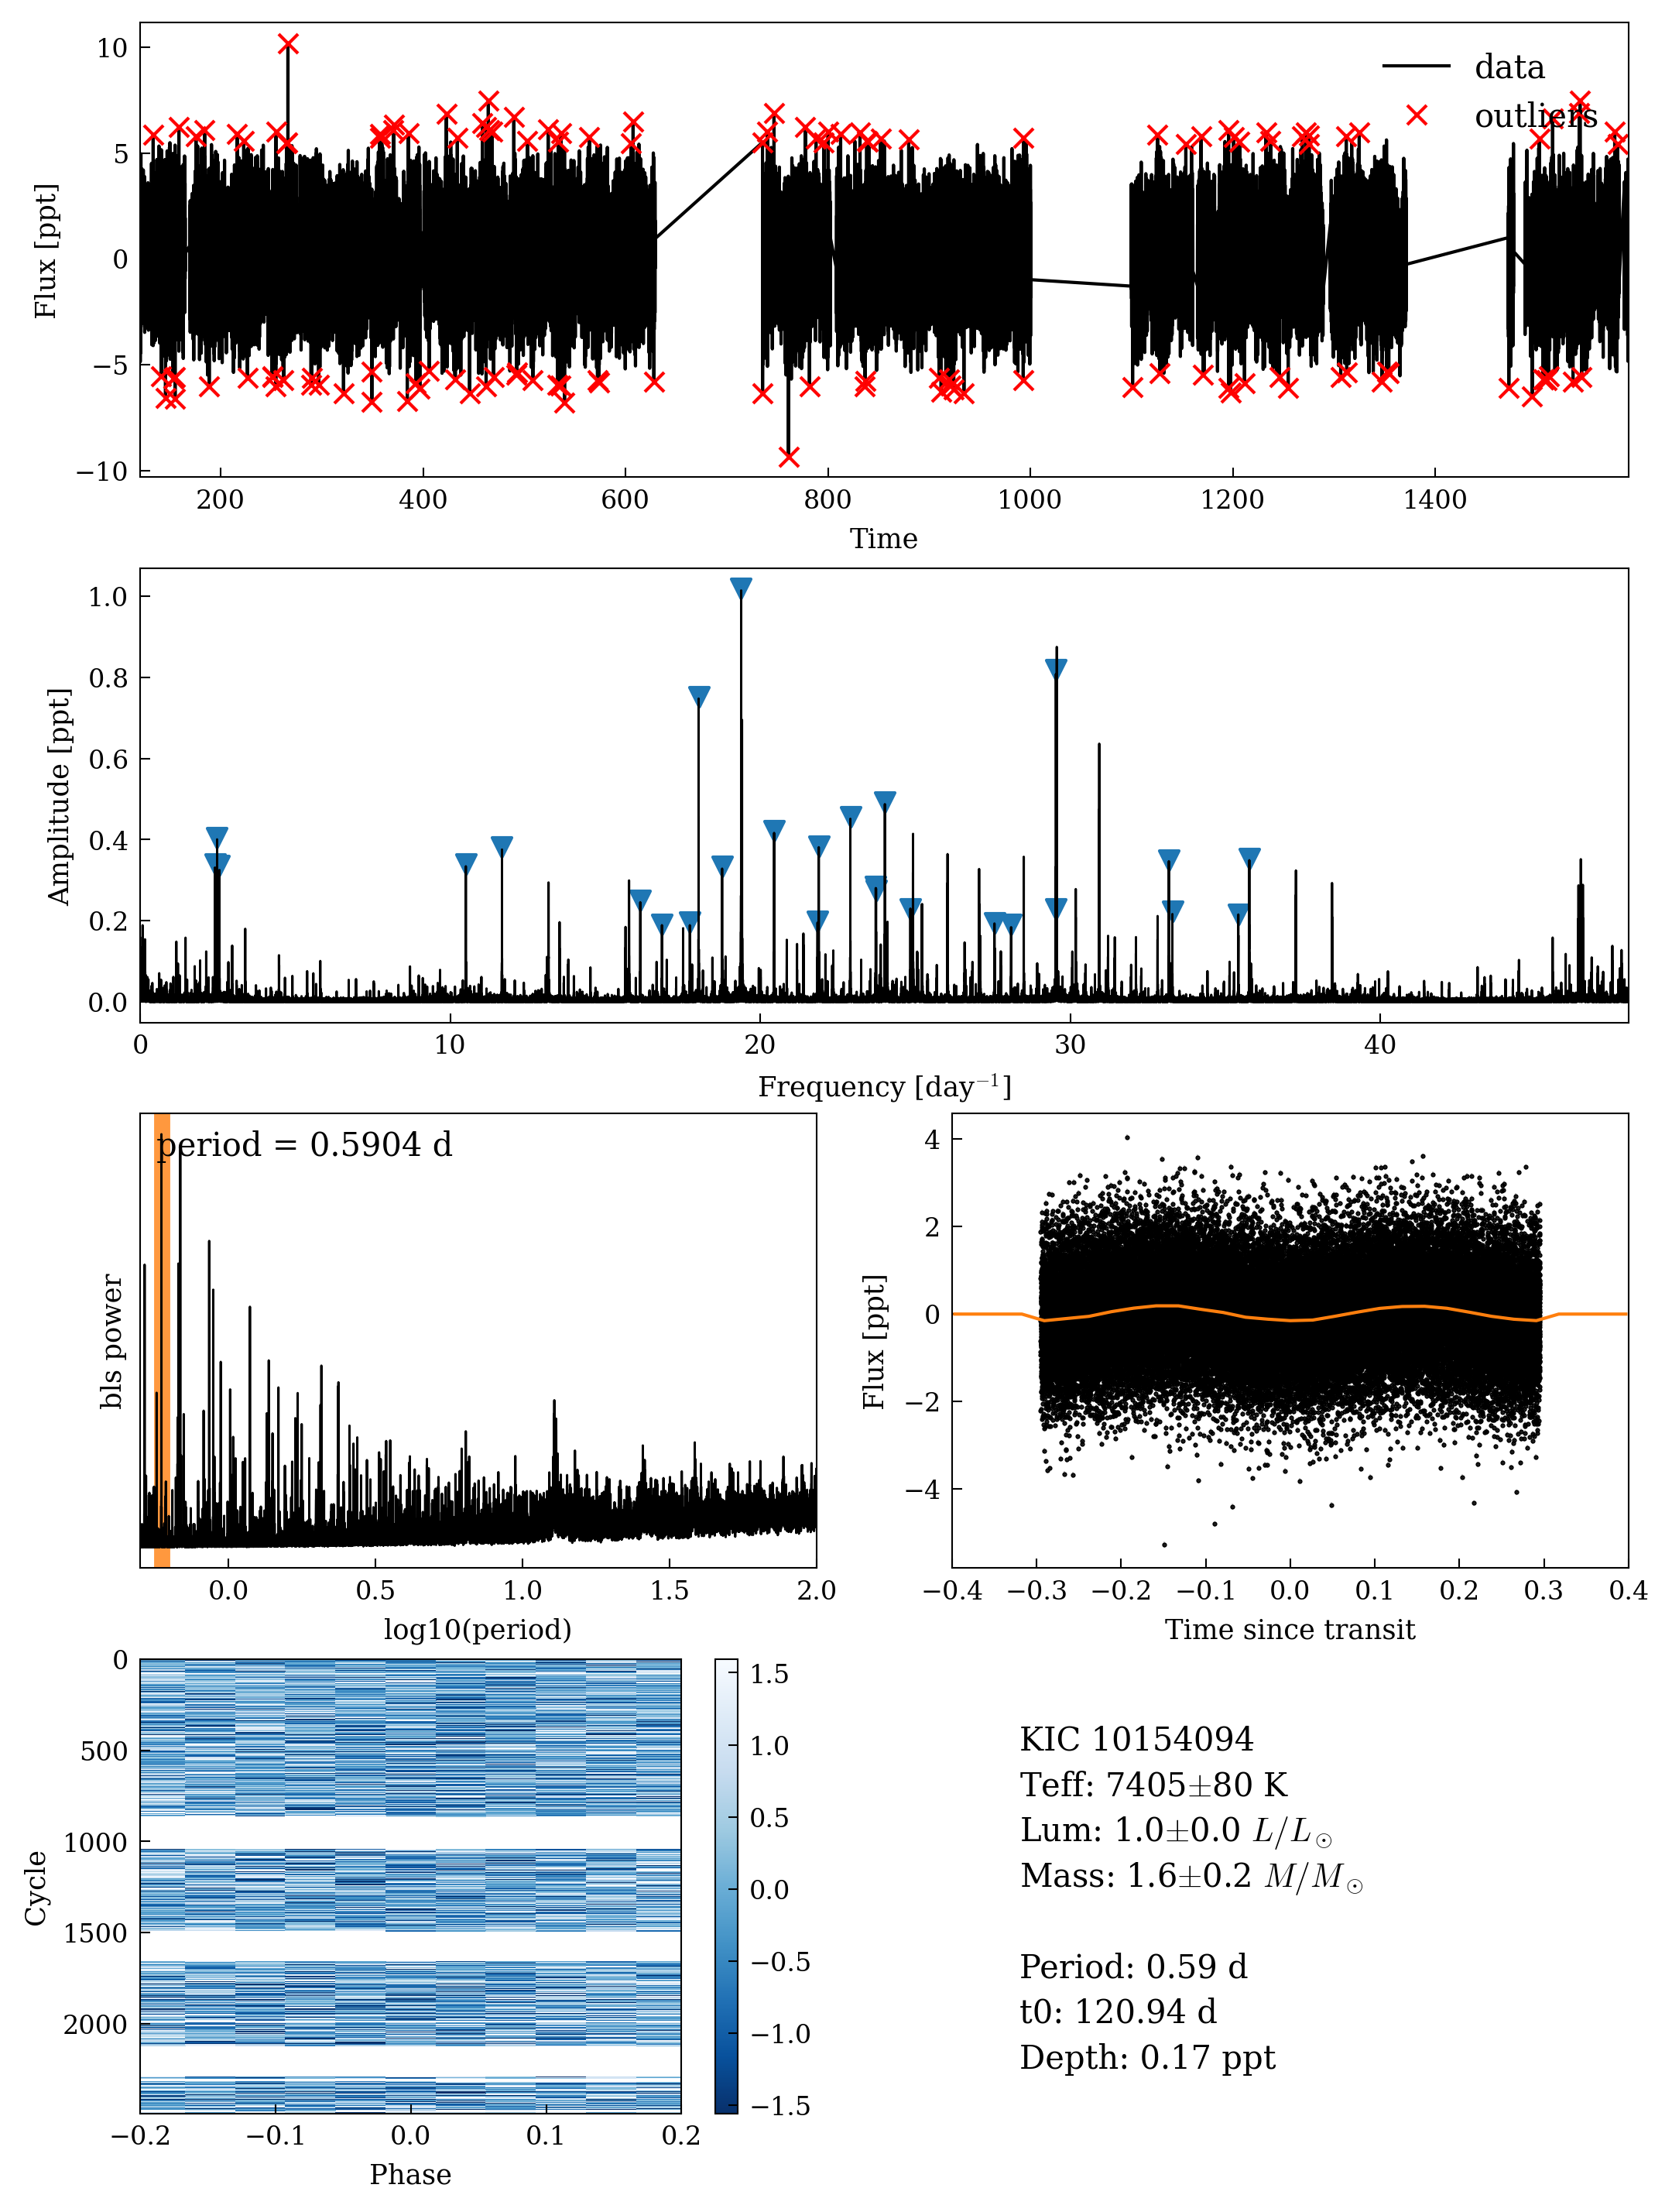 10
5
0
−5
−10
Flux [ppt]
data
outliers
200 400 600 800 1000 1200 1400
Time
1.0
0.8
0.6
0.4
0.2
0.0
Amplitude [ppt]
0 10 20 30 40
Frequency [day⁻¹]
period = 0.5904 d
bls power
0.0 0.5 1.0 1.5 2.0
log10(period)
4
2
0
−2
−4
Flux [ppt]
−0.4 −0.3 −0.2 −0.1 0.0 0.1 0.2 0.3 0.4
Time since transit
0
500
1000
1500
2000
Cycle
−0.2 −0.1 0.0 0.1 0.2
Phase
1.5
1.0
0.5
0.0
−0.5
−1.0
−1.5
KIC 10154094
Teff: 7405±80 K
Lum: 1.0±0.0 L/L☉
Mass: 1.6±0.2 M/M☉
Period: 0.59 d
t0: 120.94 d
Depth: 0.17 ppt